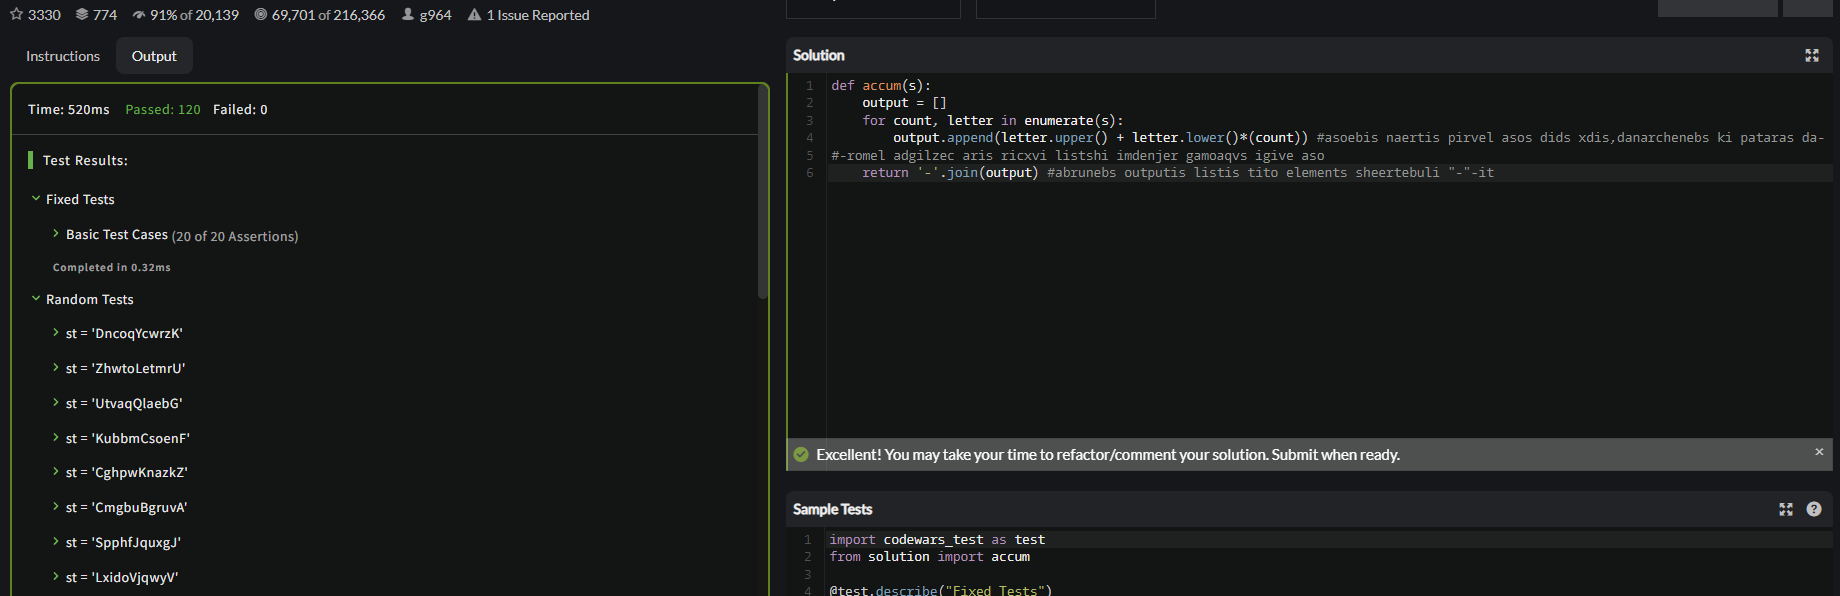 3330 774 91% of 20,139 69,701 of 216,366 g964 1 Issue Reported
Instructions Output
Time: 520ms Passed: 120 Failed: 0
Test Results:
Fixed Tests
Basic Test Cases (20 of 20 Assertions)
Completed in 0.32ms
Random Tests
st = 'DncoqYcwrzK'
st = 'ZhwtoLetmrU'
st = 'UtvaqQlaebG'
st = 'KubbmCsoenF'
st = 'CghpwKnazkZ'
st = 'CmgbuBgruvA'
st = 'SpphfJquxgJ'
st = 'LxidoVjqwyV'
Solution
1 def accum(s):
2 output = []
3 for count, letter in enumerate(s):
4 output.append(letter.upper() + letter.lower()*(count)) #asoebis naertis pirvel asos dids xdis,danarchenebs ki pataras da-
5 #-romel adgilzec aris ricxvi listshi imdenjer gamoaqvs igive aso
6 return '-'.join(output) #abrunebs outputis listis tito elements sheertebuli "-"-it
Excellent! You may take your time to refactor/comment your solution. Submit when ready. ×
Sample Tests ?
1 import codewars_test as test
2 from solution import accum
3
4 @test.describe("Fixed Tests")